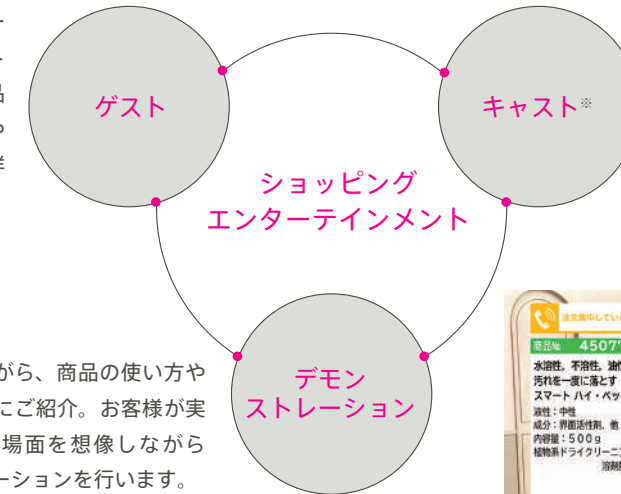 ゲスト
キャスト※
ショッピング
エンターテインメント
デモン
ストレーション
がら、商品の使い方や
にご紹介。お客様が実
場面を想像しながら
ーションを行います。
注文集中してい
商品№ 4507
水溶性，不溶性，油
汚れを一度に落とす
スマート ハイ・ベッ
液性：中性
成分：界面活性剤、他
内容量：500g
植物系ドライクリーニ
溶剤